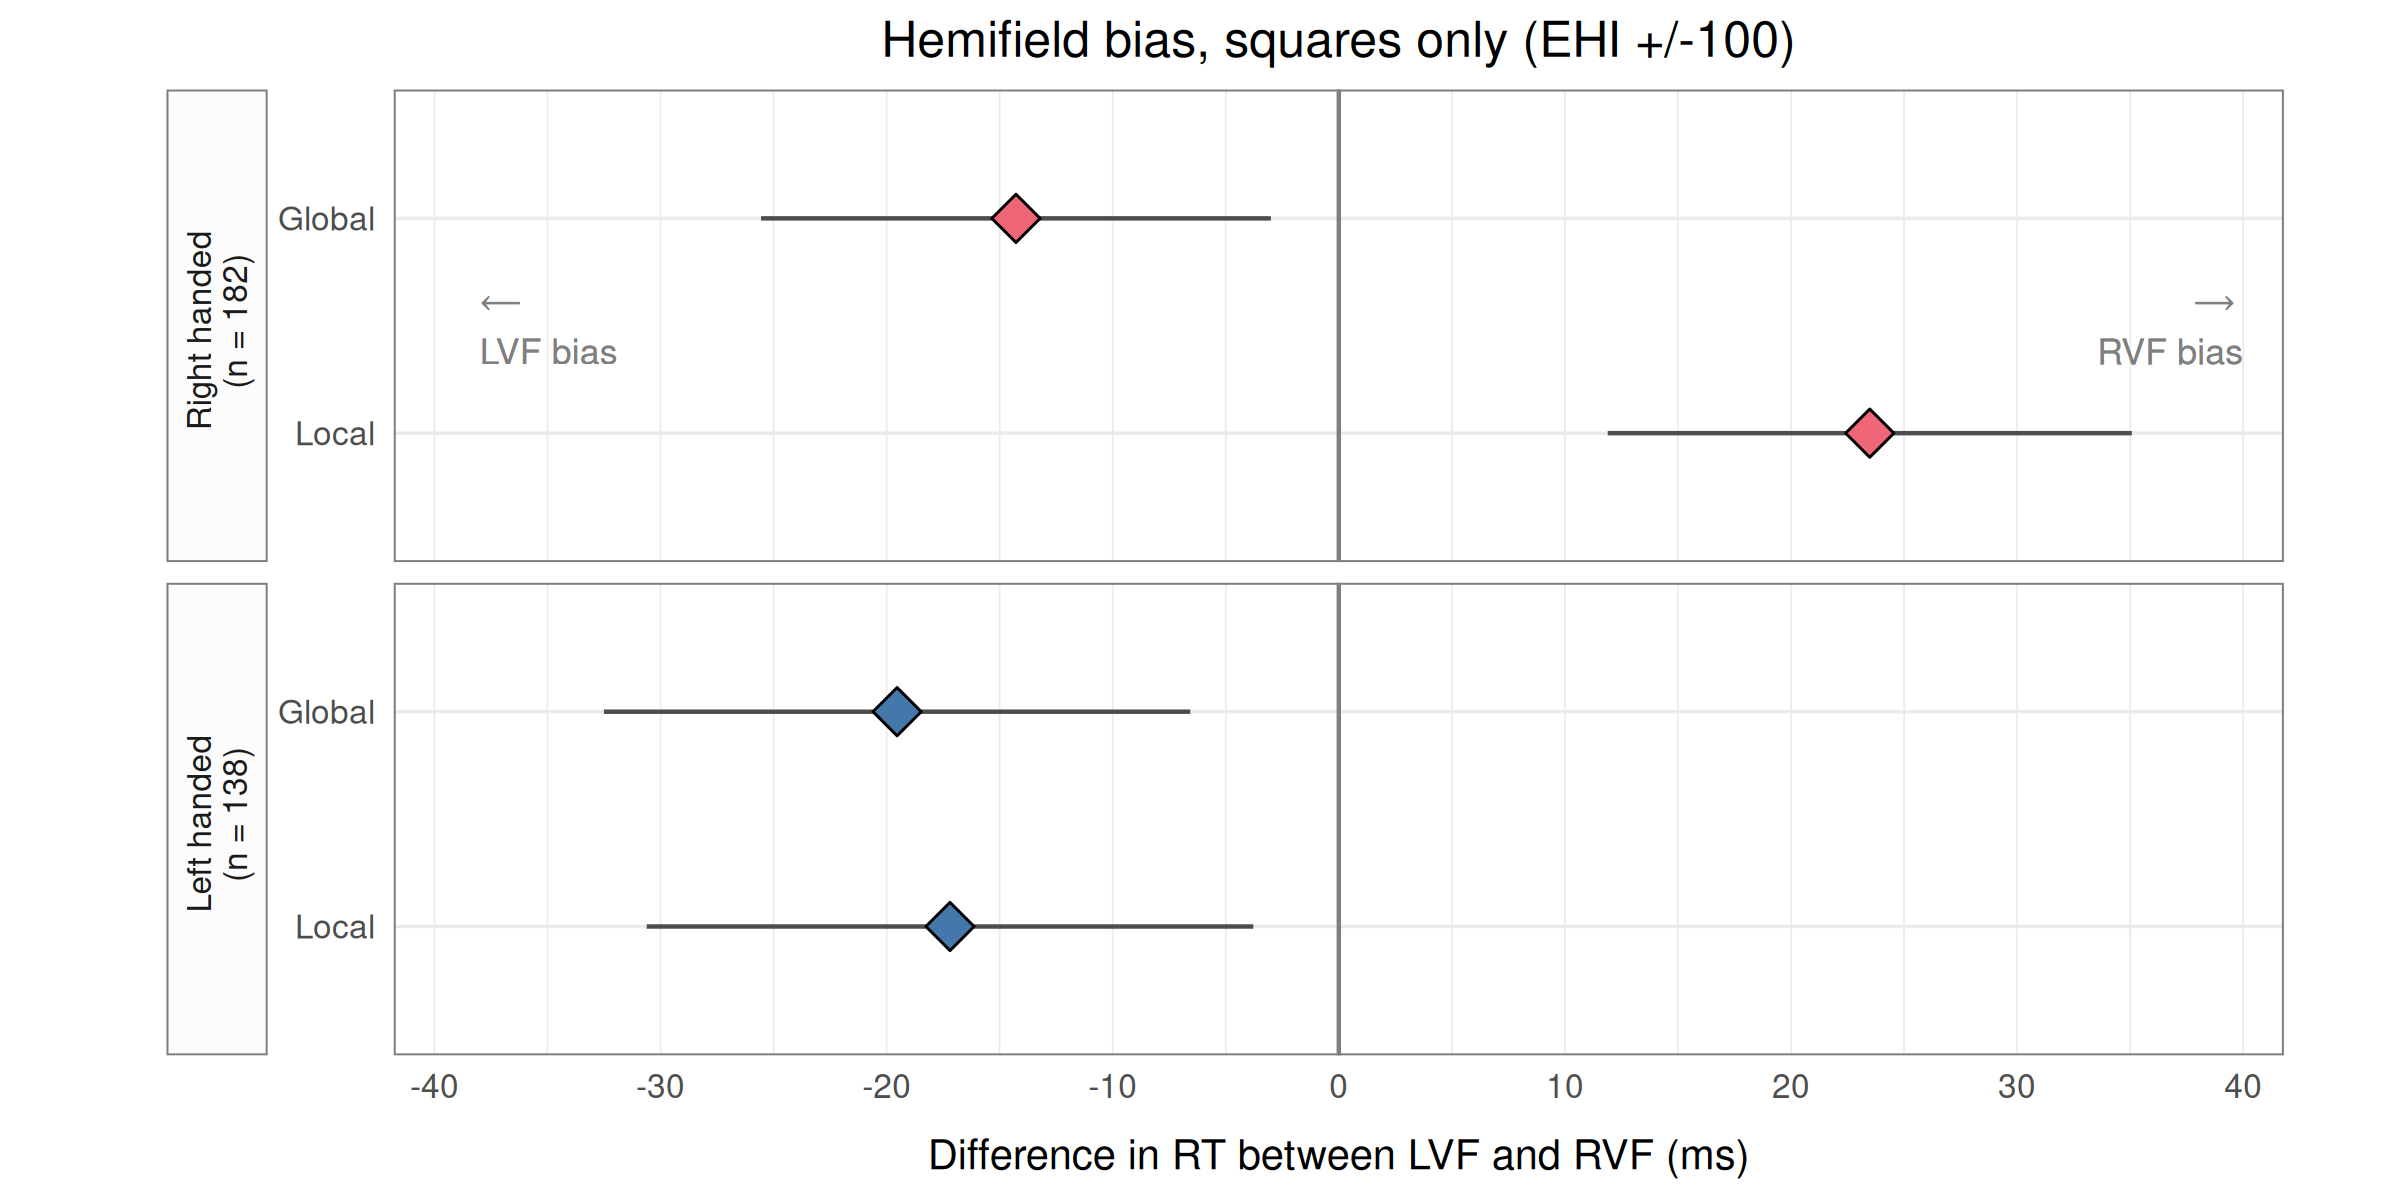 Hemifield bias, squares only (EHI +/-100)
Right handed
(n = 182)
Global
←
→
LVF bias
RVF bias
Local
Left handed
(n = 138)
Global
Local
-40 -30 -20 -10 0 10 20 30 40
Difference in RT between LVF and RVF (ms)